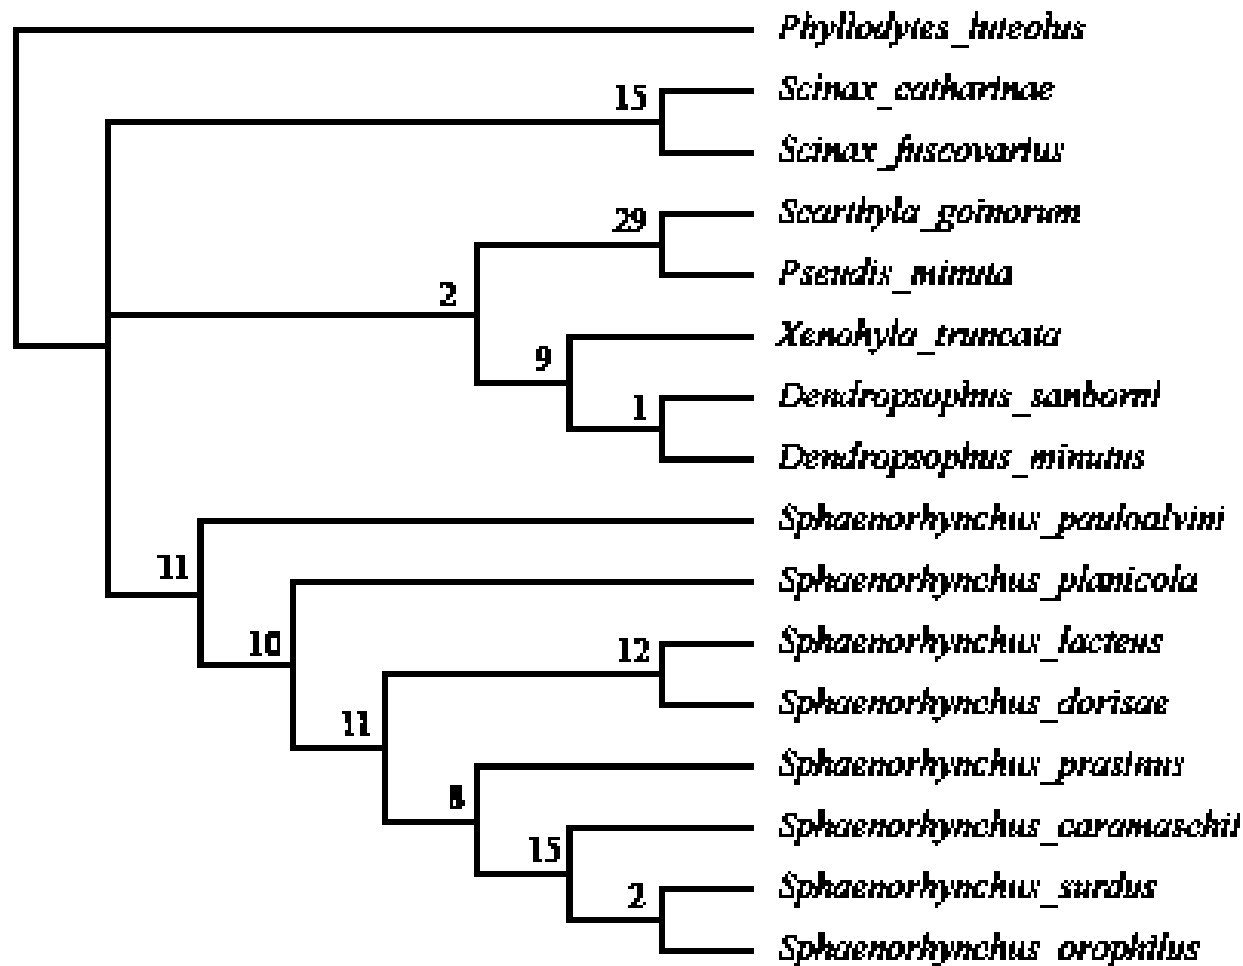 Phyllodytes_luteolus
15
Scinax_catharinae
Scinax_fuscovarius
29
Scarthyla_goinorum
Pseudis_minuta
2
Xenohyla_truncata
9
1
Dendropsophus_sanborni
Dendropsophus_minutus
Sphaenorhynchus_pauloalvini
11
Sphaenorhynchus_planicola
10
12
Sphaenorhynchus_lacteus
Sphaenorhynchus_dorisae
11
Sphaenorhynchus_prasinus
Sphaenorhynchus_caramaschii
15
2
Sphaenorhynchus_surdus
Sphaenorhynchus_orophilus